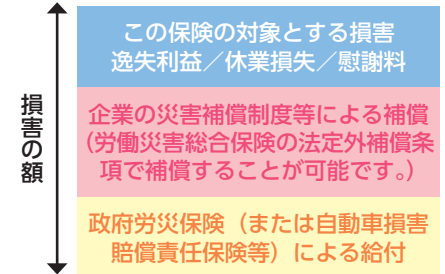 損害の額
この保険の対象とする損害
逸失利益／休業損失／慰謝料
企業の災害補償制度等による補償
（労働災害総合保険の法定外補償条
項で補償することが可能です。）
政府労災保険（または自動車損害
賠償責任保険等）による給付